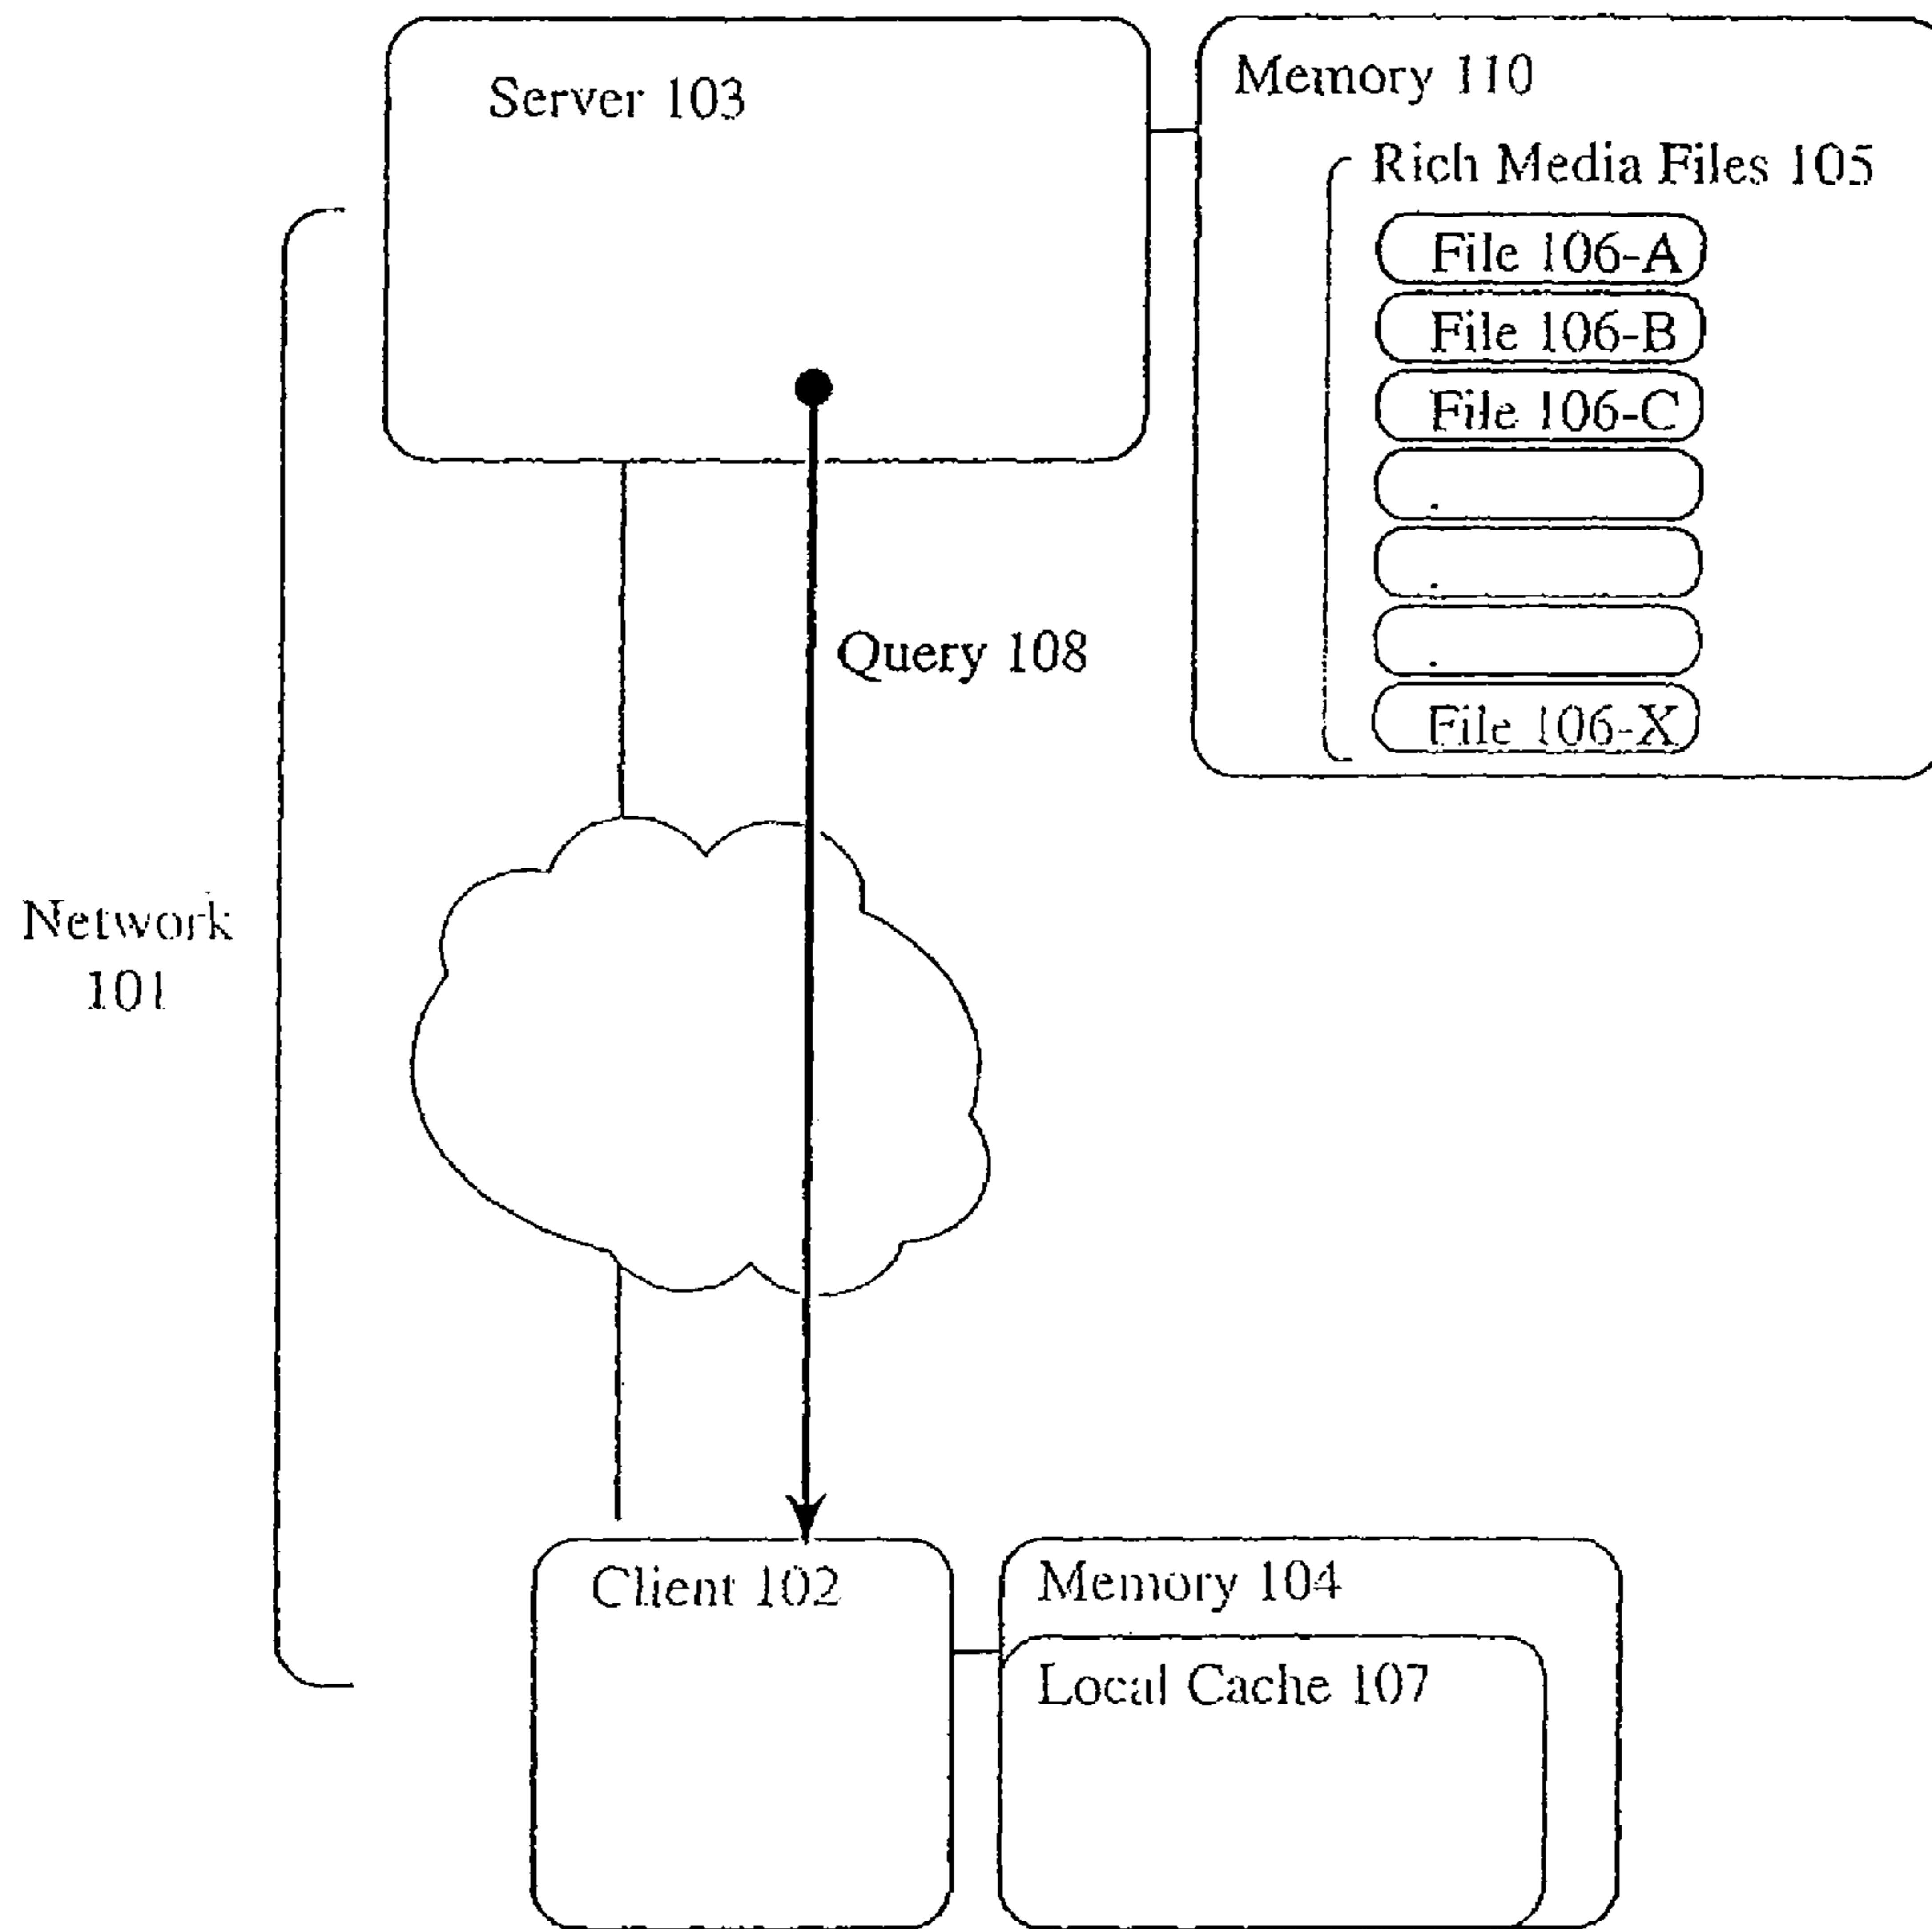 Server 103
Memory 110
Rich Media Files 105
File 106-A
File 106-B
File 106-C
.
.
.
File 106-X
Query 108
Network
101
Client 102
Memory 104
Local Cache 107